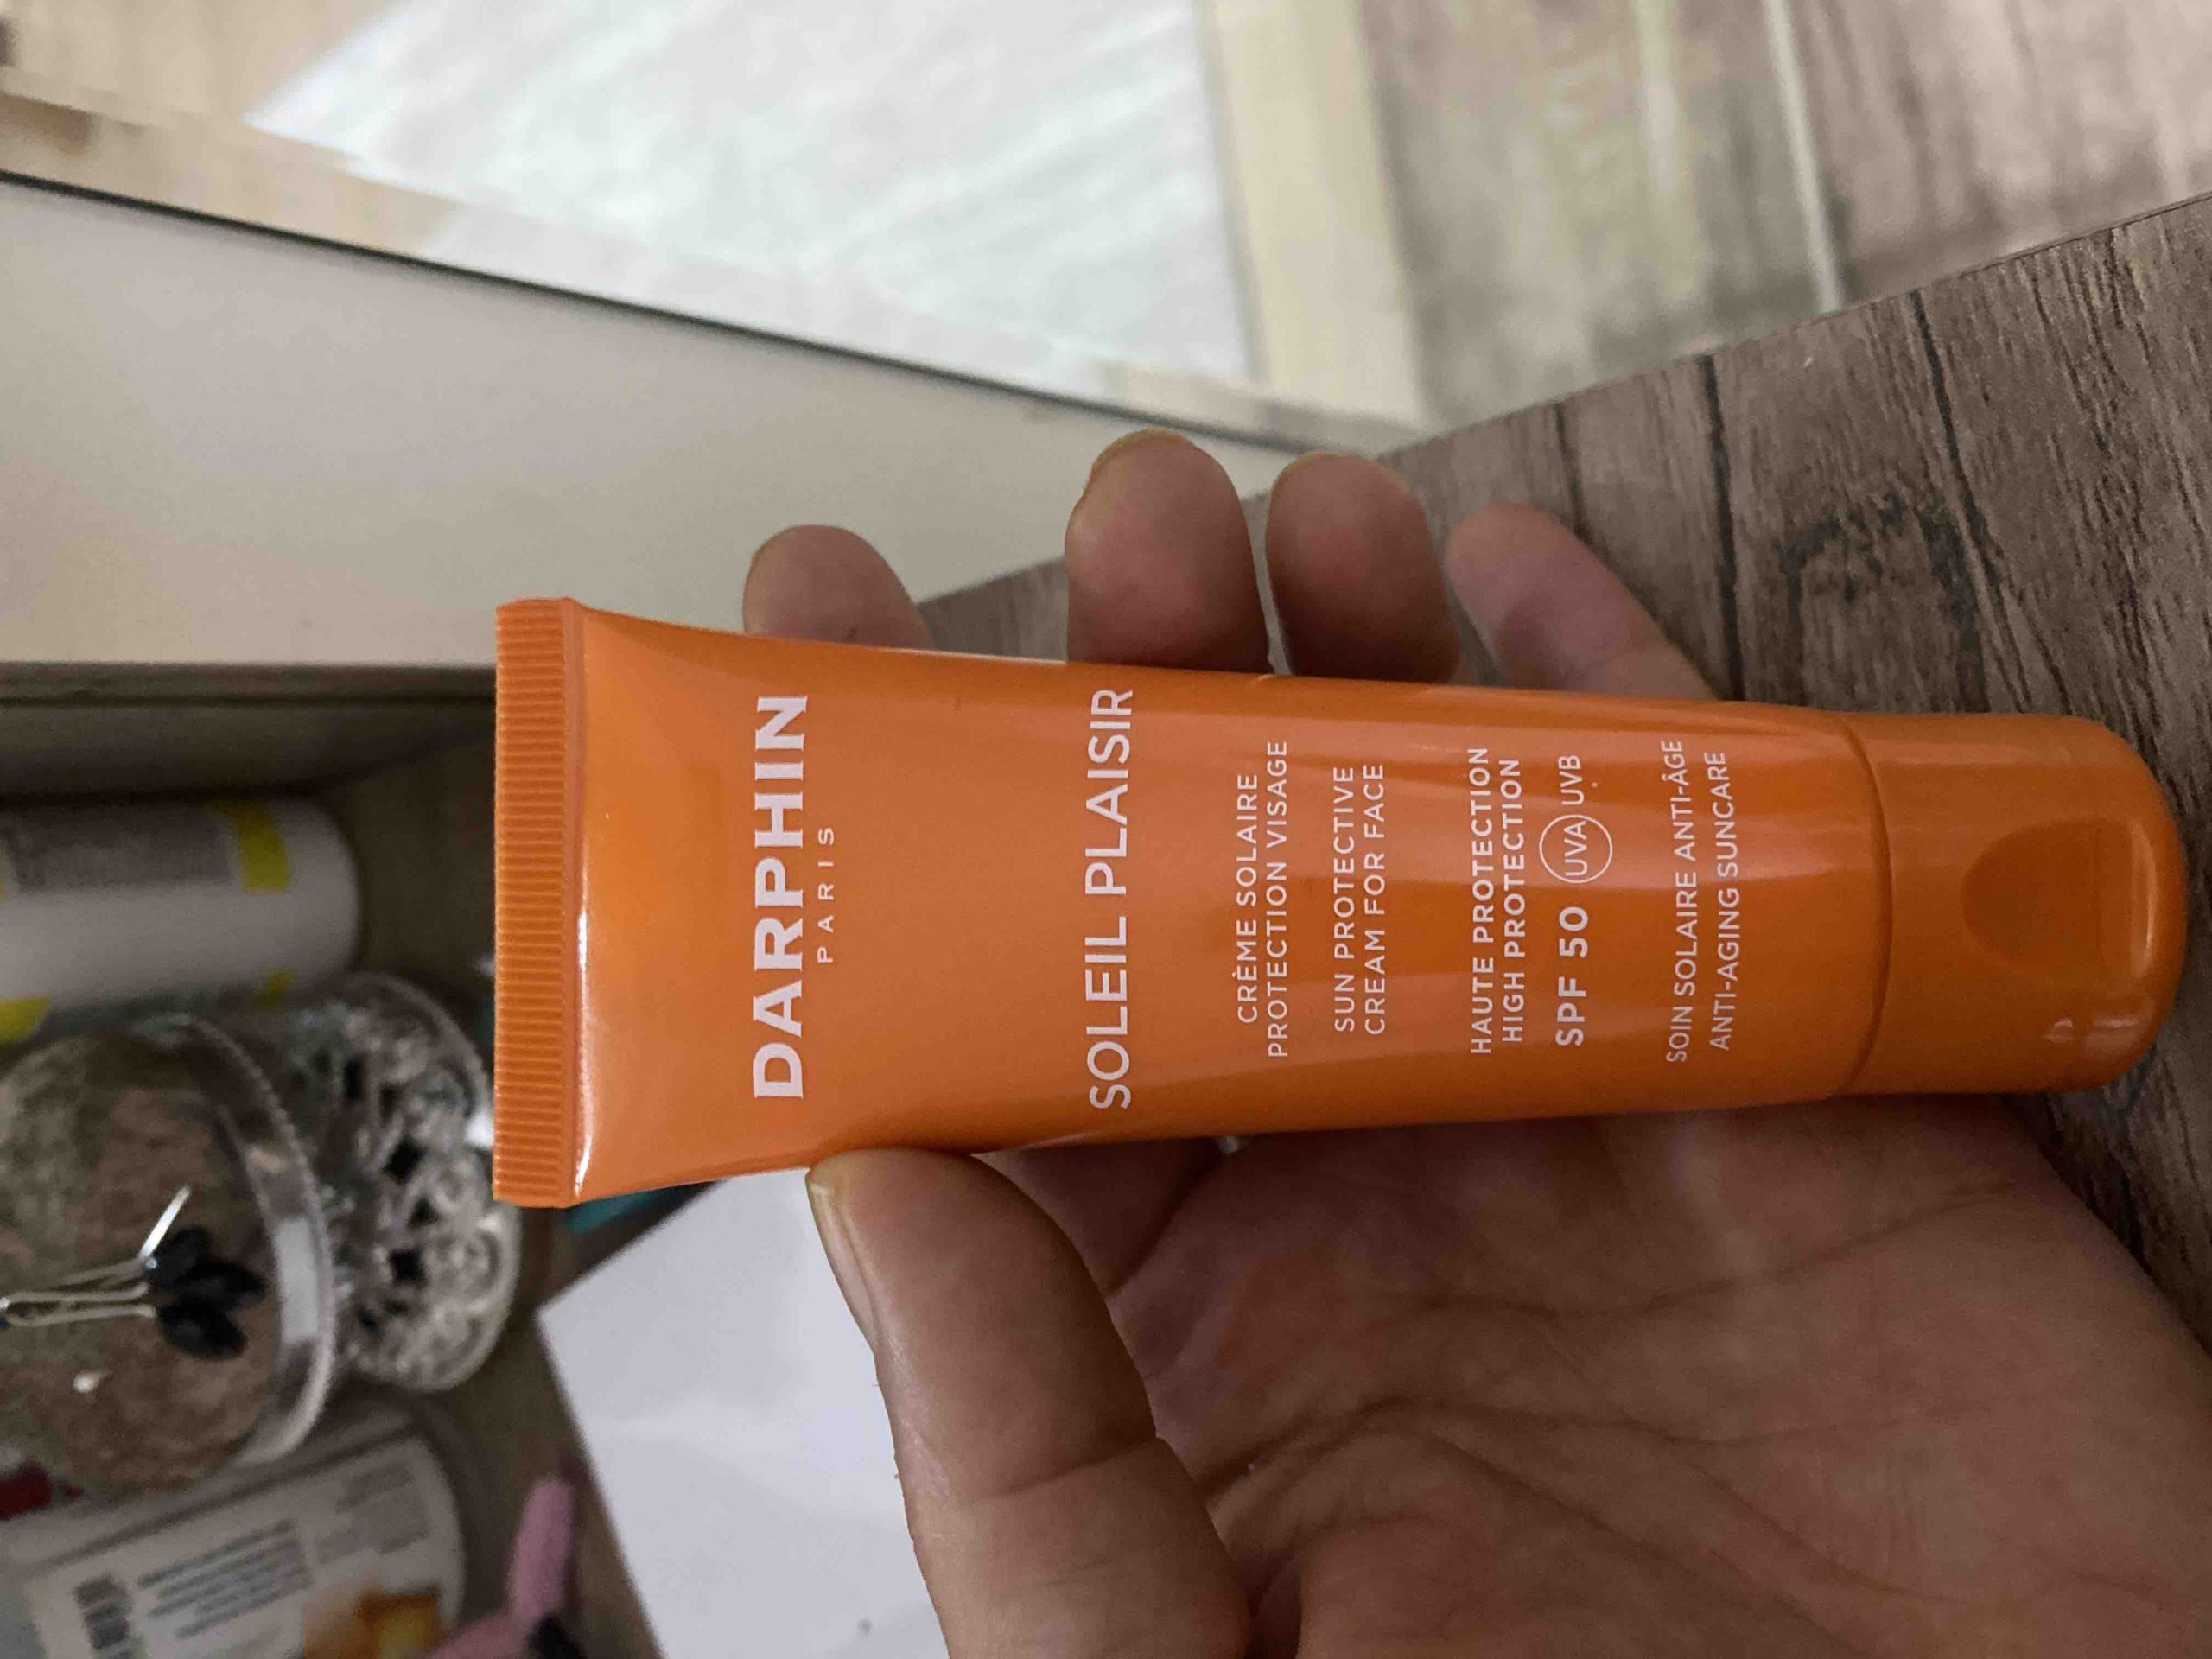 DARPHIN
PARIS
SOLEIL PLAISIR
CRÈME SOLAIRE
PROTECTION VISAGE
SUN PROTECTIVE
CREAM FOR FACE
HAUTE PROTECTION
HIGH PROTECTION
SPF 50 UVA UVB
SOIN SOLAIRE ANTI-ÂGE
ANTI-AGING SUNCARE